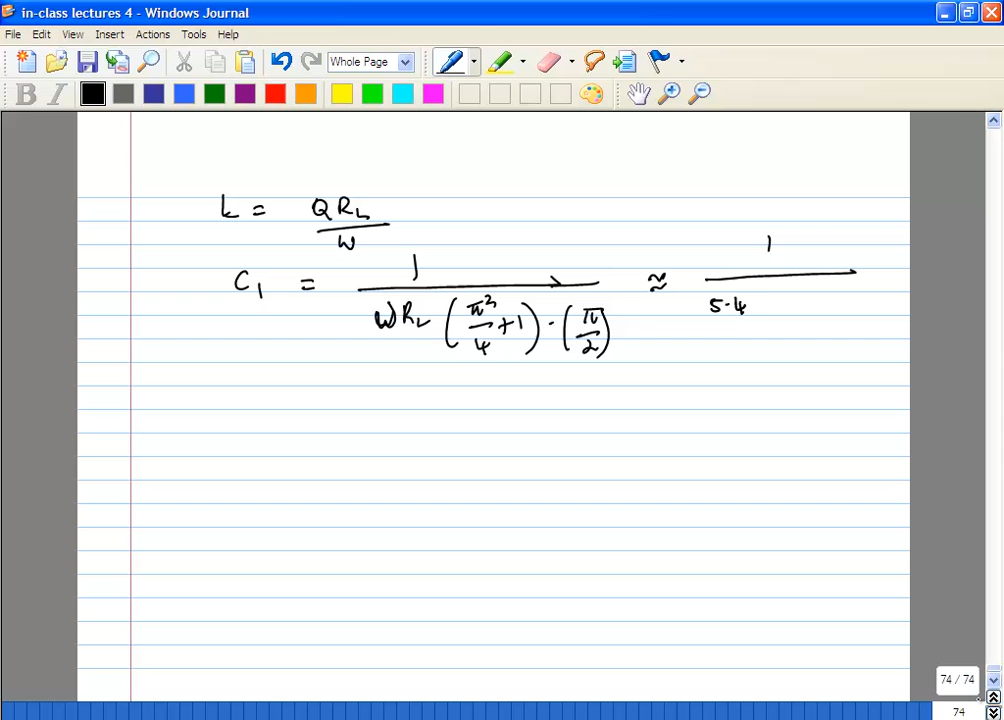 in-class lectures 4 - Windows Journal
File Edit View Insert Actions Tools Help
Whole Page
B I
L = QR_L / W
C_1 = 1 / (W R_L (π²/4 + 1) · (π/2)) ≅ 1 / 5.4
74 / 74
74